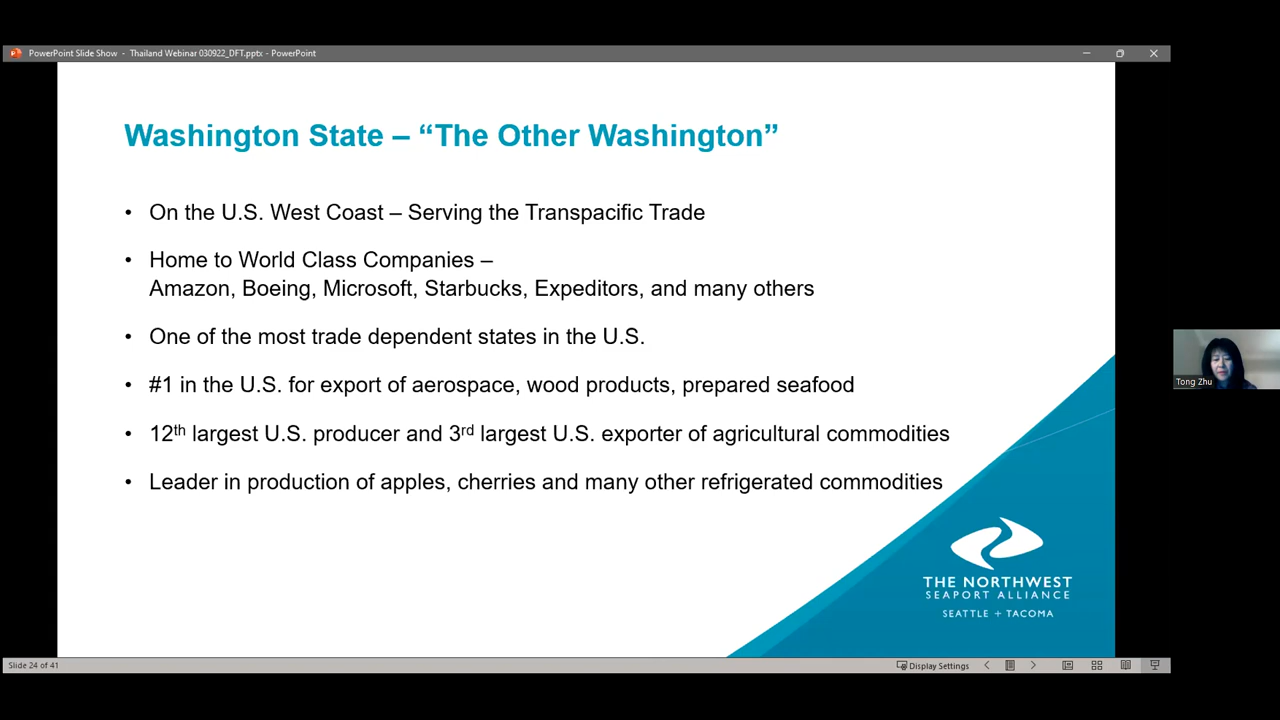 PowerPoint Slide Show - Thailand Webinar 030922_DFT.pptx - PowerPoint
Washington State – “The Other Washington”
• On the U.S. West Coast – Serving the Transpacific Trade
• Home to World Class Companies –
Amazon, Boeing, Microsoft, Starbucks, Expeditors, and many others
• One of the most trade dependent states in the U.S.
• #1 in the U.S. for export of aerospace, wood products, prepared seafood
• 12th largest U.S. producer and 3rd largest U.S. exporter of agricultural commodities
• Leader in production of apples, cherries and many other refrigerated commodities
THE NORTHWEST
SEAPORT ALLIANCE
SEATTLE + TACOMA
Tong Zhu
Slide 24 of 41
Display Settings